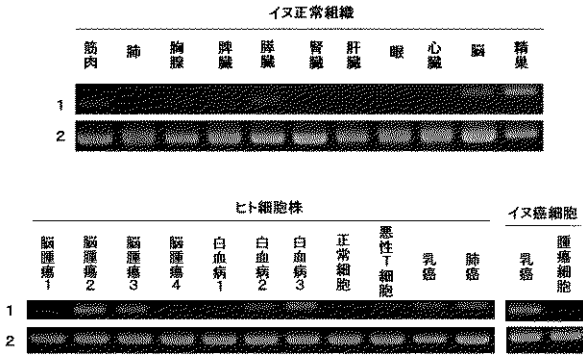 イヌ正常組織
筋肉 肺 胸腺 脾臓 膵臓 腎臓 肝臓 眼 心臓 脳 精巣
1
2
ヒト細胞株 イヌ癌細胞
脳腫瘍1 脳腫瘍2 脳腫瘍3 脳腫瘍4 白血病1 白血病2 白血病3 正常細胞 悪性T細胞 乳癌 肺癌 乳癌 腫瘍細胞
1
2